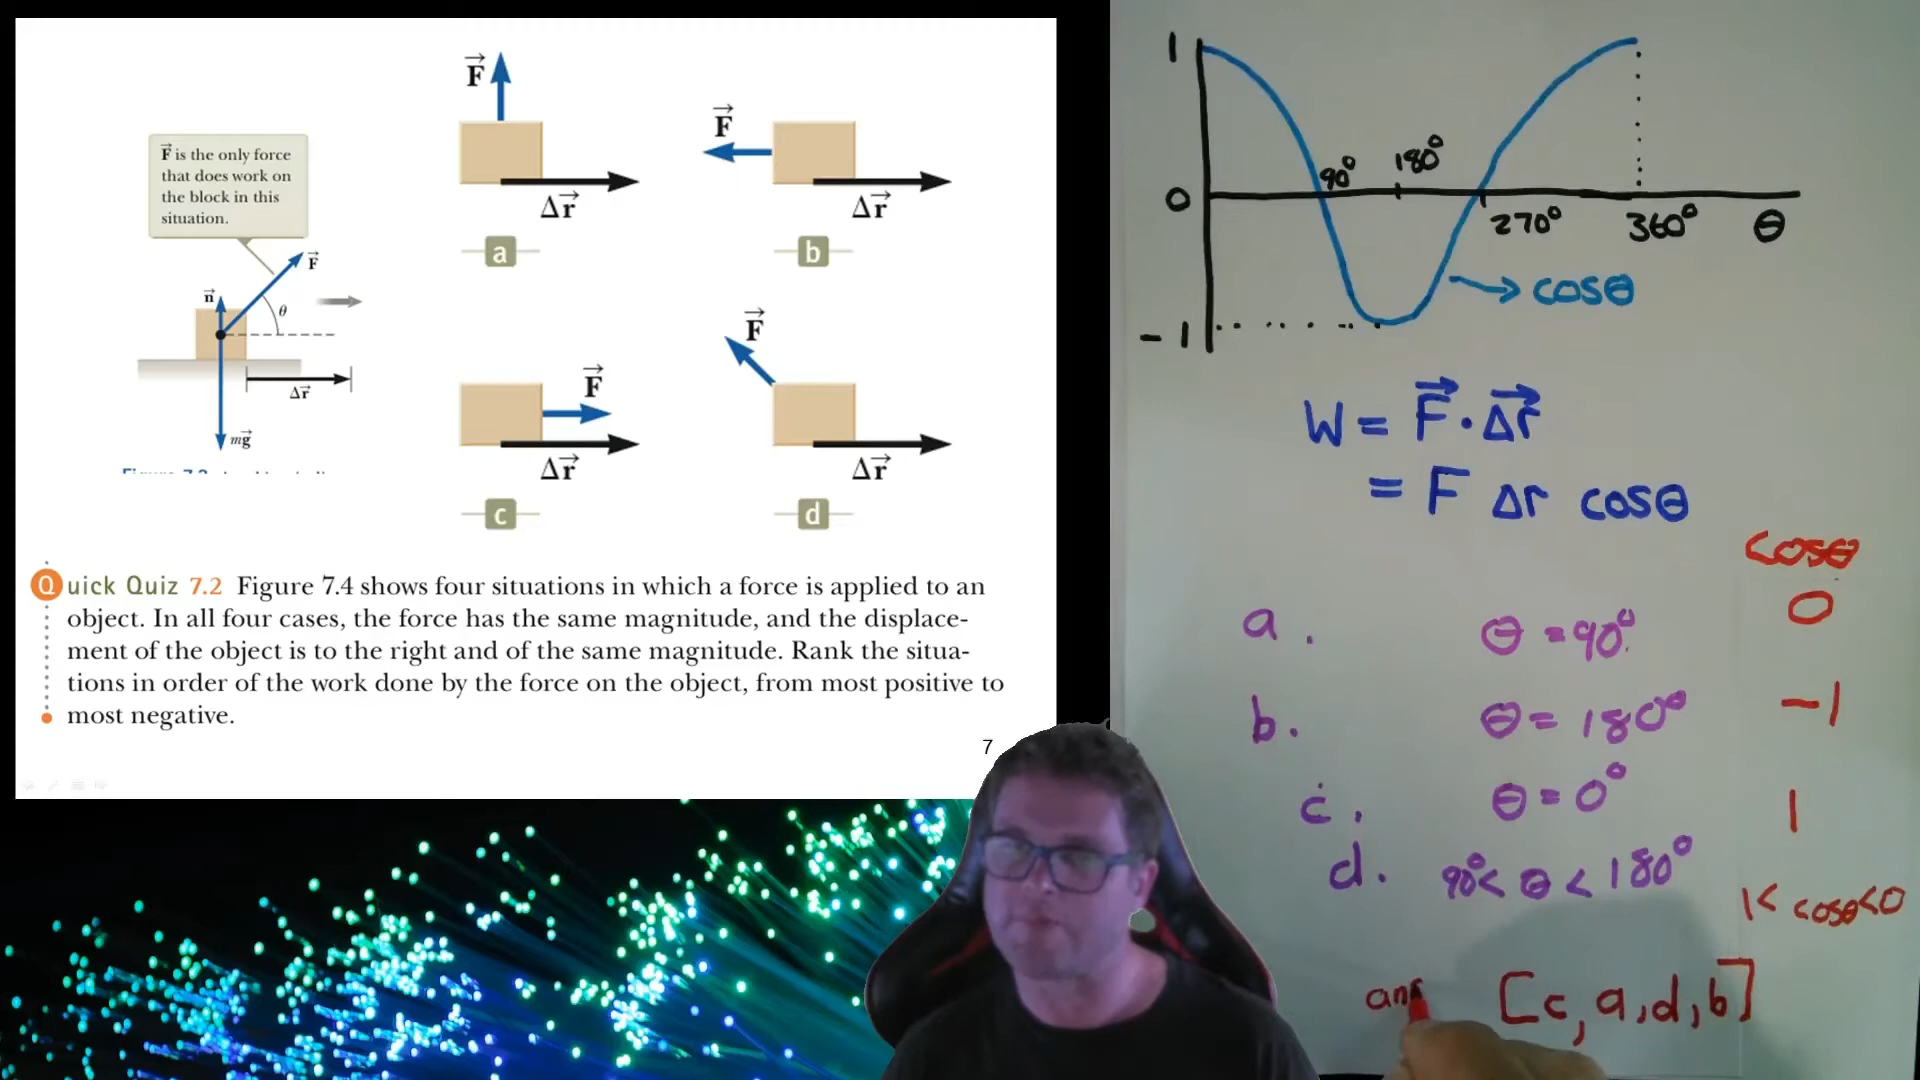 F⃗ is the only force
that does work on
the block in this
situation.
F⃗
n⃗
θ
Δr⃗
mg⃗
F⃗
Δr⃗
a
F⃗
Δr⃗
b
F⃗
Δr⃗
c
F⃗
Δr⃗
d
Quick Quiz 7.2 Figure 7.4 shows four situations in which a force is applied to an
object. In all four cases, the force has the same magnitude, and the displace-
ment of the object is to the right and of the same magnitude. Rank the situa-
tions in order of the work done by the force on the object, from most positive to
most negative.
7
1
0
-1
90°
180°
270°
360°
θ
cosθ
W = F⃗ · Δr⃗
= F Δr cosθ
cosθ
a. θ = 90° 0
b. θ = 180° -1
c. θ = 0° 1
d. 90° < θ < 180° 1 < cosθ < 0
ans [c, a, d, b]